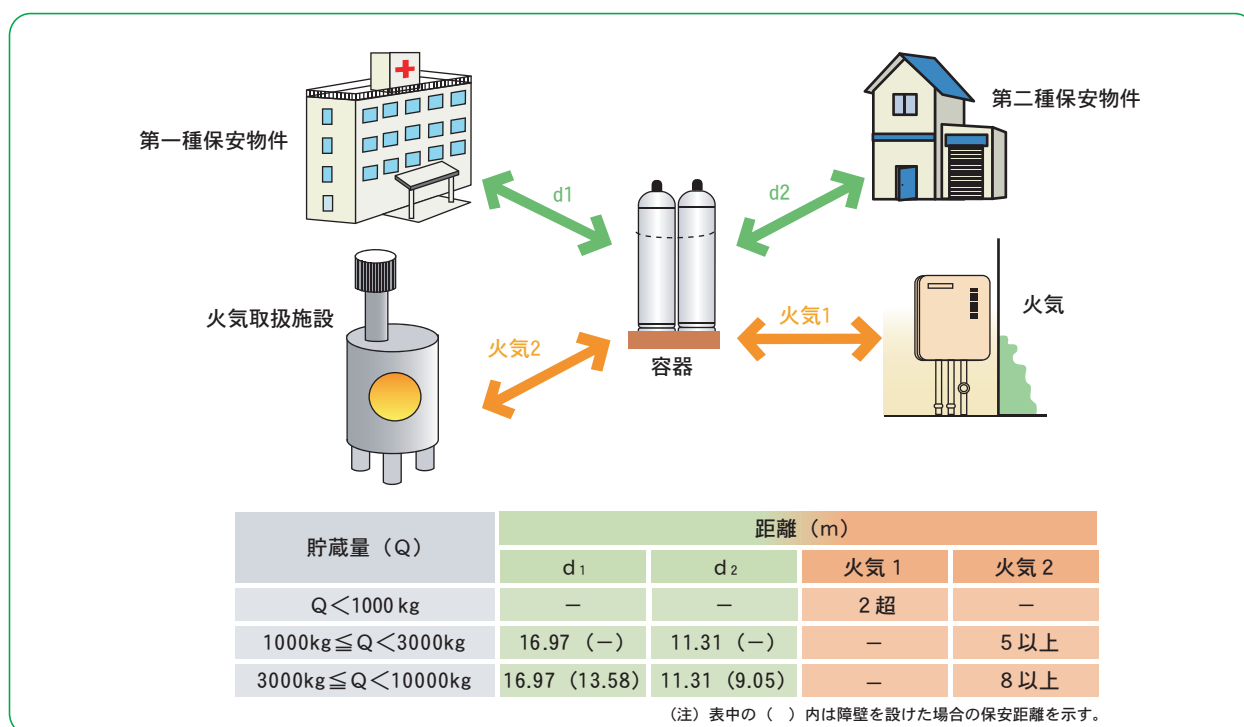 第一種保安物件
第二種保安物件
d1
d2
火気取扱施設
火気2
火気1
火気
容器
貯蔵量（Q） 距離（m）
d₁ d₂ 火気1 火気2
Q＜1000kg － － 2超 －
1000kg≦Q＜3000kg 16.97（－） 11.31（－） － 5以上
3000kg≦Q＜10000kg 16.97（13.58） 11.31（9.05） － 8以上
（注）表中の（　）内は障壁を設けた場合の保安距離を示す。